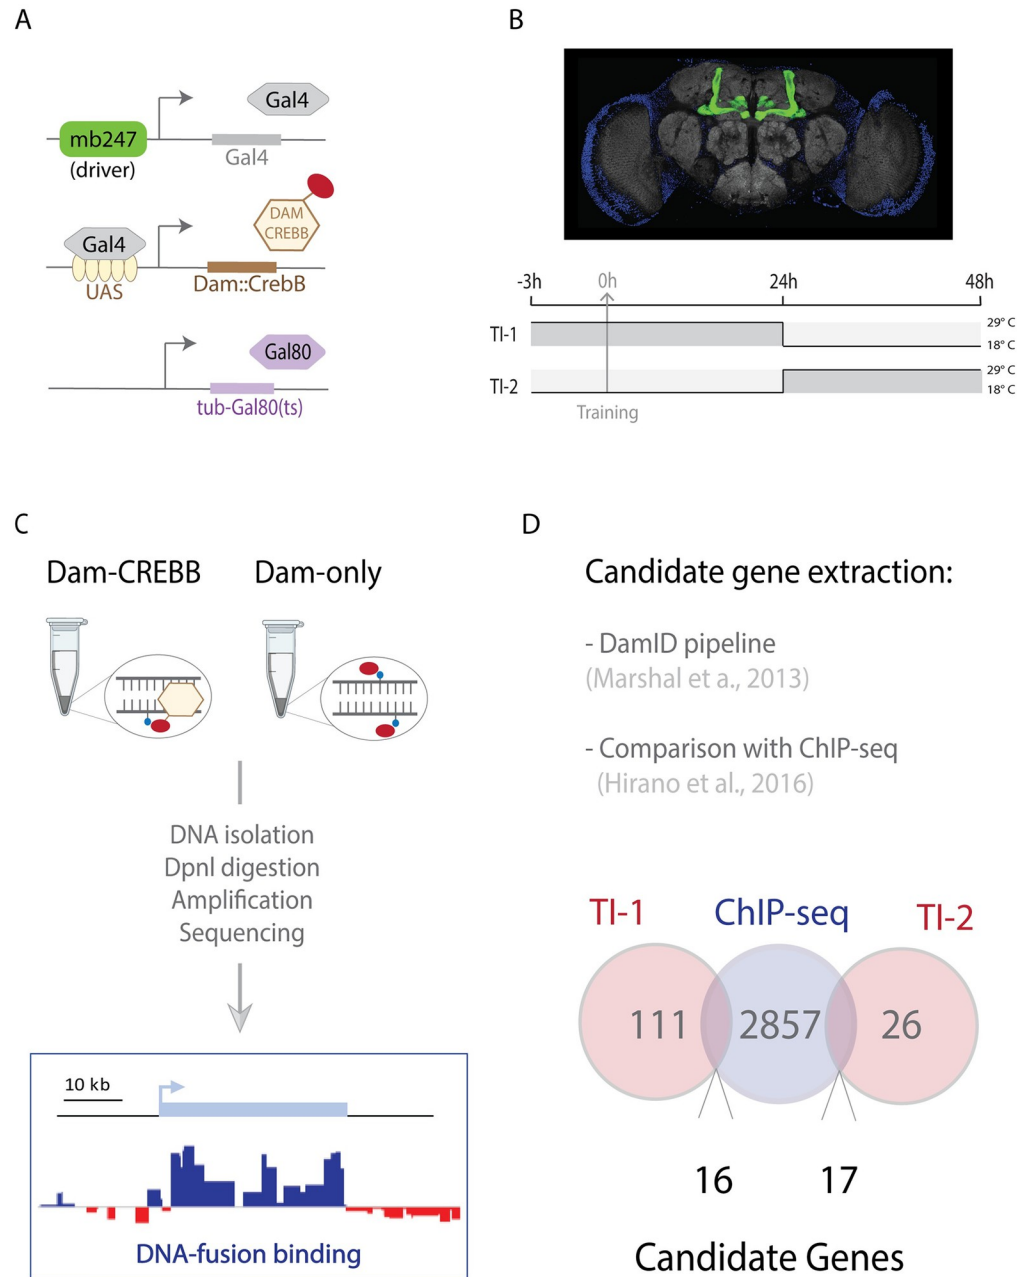 A
Gal4
mb247
(driver)
Gal4
DAM
CREBB
Gal4
UAS
Dam::CrebB
Gal80
tub-Gal80(ts)
B
-3h 0h 24h 48h
TI-1
29° C
18° C
TI-2
29° C
18° C
Training
C
Dam-CREBB Dam-only
DNA isolation
DpnI digestion
Amplification
Sequencing
10 kb
DNA-fusion binding
D
Candidate gene extraction:
- DamID pipeline
(Marshal et a., 2013)
- Comparison with ChIP-seq
(Hirano et al., 2016)
TI-1 ChIP-seq TI-2
111 2857 26
16 17
Candidate Genes